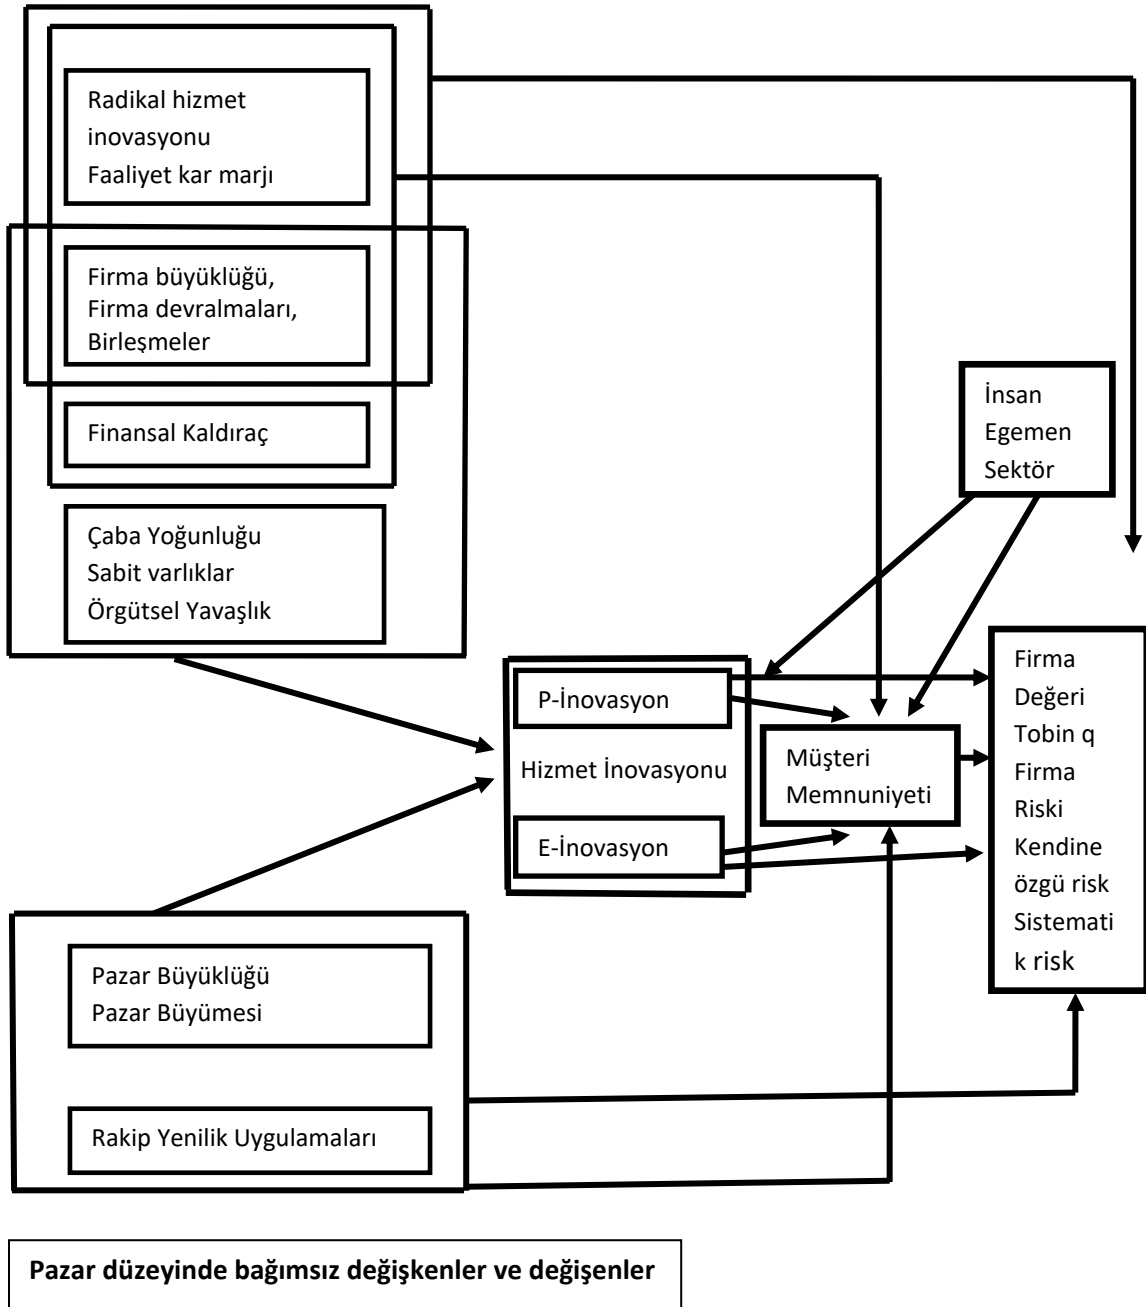 Radikal hizmet
inovasyonu
Faaliyet kar marjı
Firma büyüklüğü,
Firma devralmaları,
Birleşmeler
Finansal Kaldıraç
Çaba Yoğunluğu
Sabit varlıklar
Örgütsel Yavaşlık
İnsan
Egemen
Sektör
P-İnovasyon
Hizmet İnovasyonu
E-İnovasyon
Müşteri
Memnuniyeti
Firma
Değeri
Tobin q
Firma
Riski
Kendine
özgü risk
Sistemati
k risk
Pazar Büyüklüğü
Pazar Büyümesi
Rakip Yenilik Uygulamaları
Pazar düzeyinde bağımsız değişkenler ve değişenler